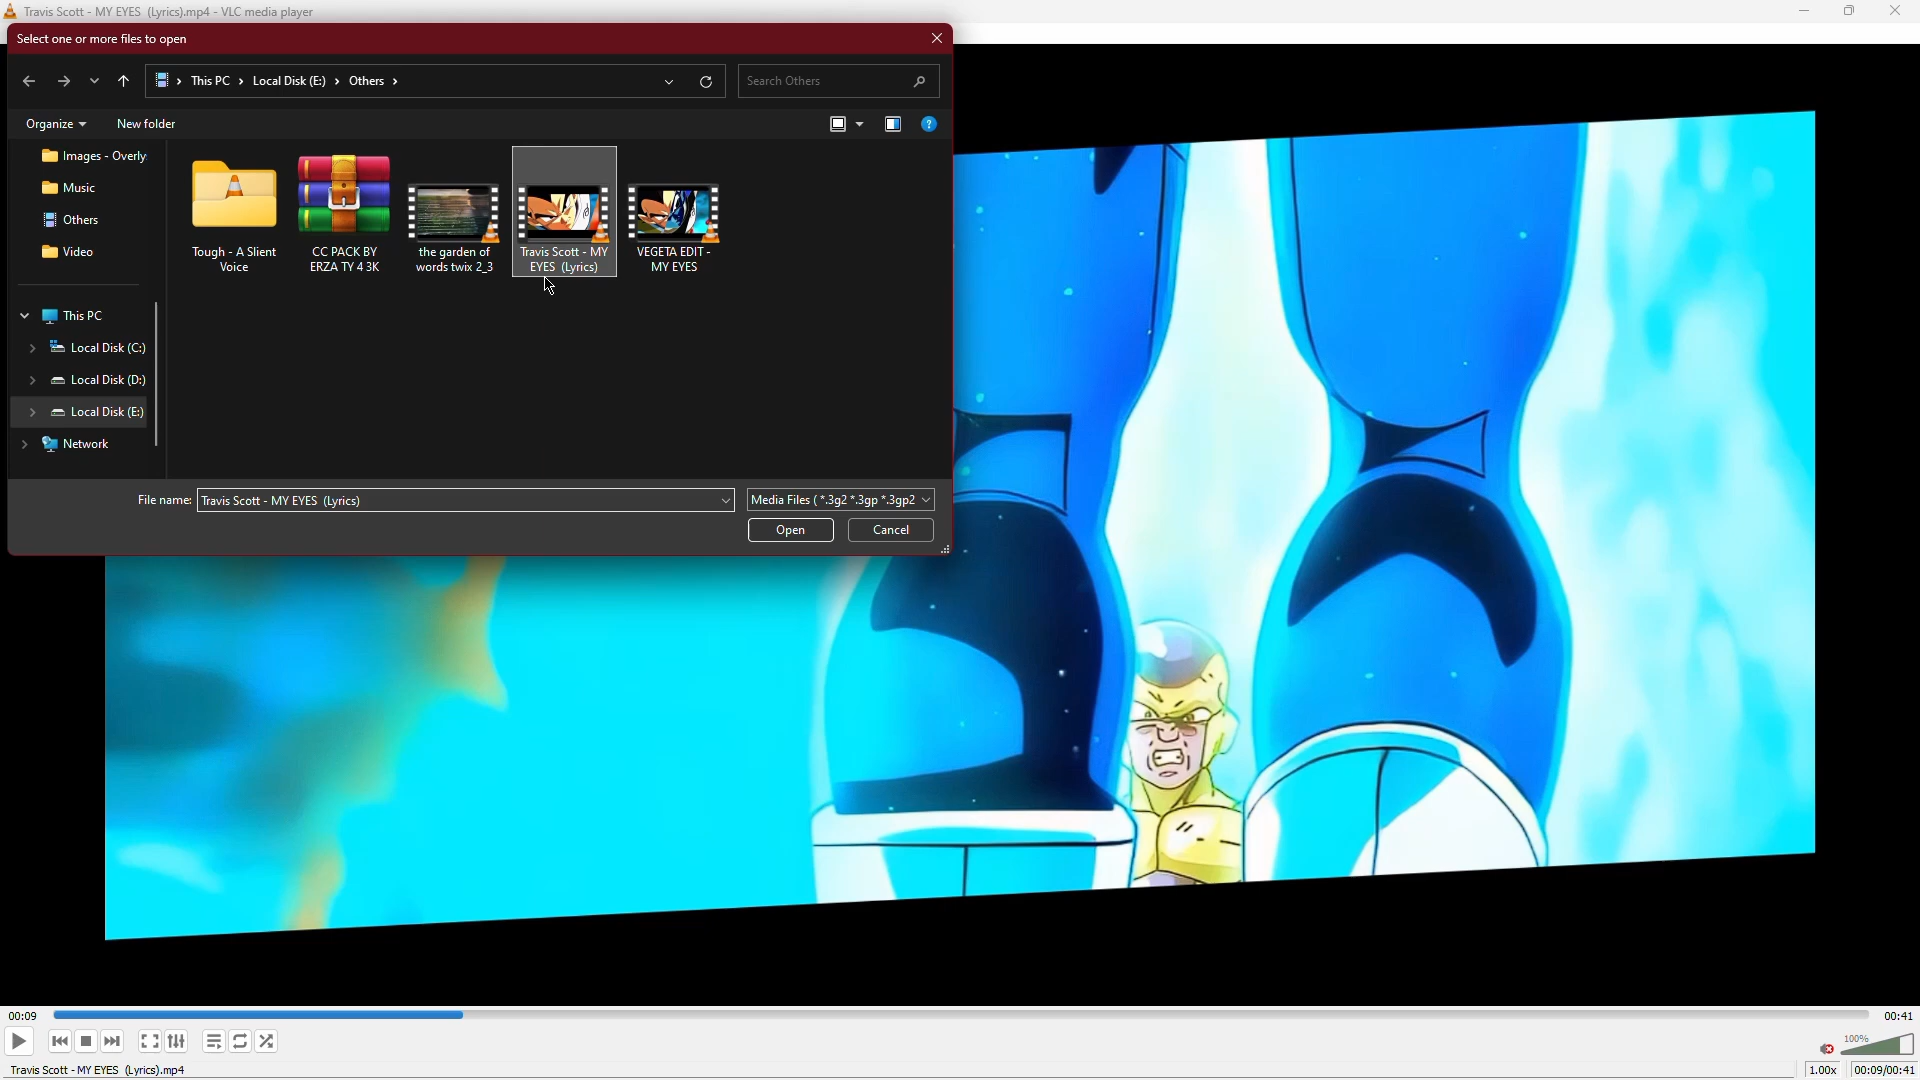 Travis Scott - MY EYES  (Lyrics).mp4 - VLC media player
Select one or more files to open
This PC > Local Disk (E:) > Others >
Search Others
Organize
New folder
Images - Overly
Music
Others
Video
This PC
Local Disk (C:)
Local Disk (D:)
Local Disk (E:)
Network
Tough - A Slient
Voice
CC PACK BY
ERZA TY 4 3K
the garden of
words twix 2_3
Travis Scott - MY
EYES  (Lyrics)
VEGETA EDIT -
MY EYES
File name:
Travis Scott - MY EYES  (Lyrics)
Media Files ( *.3g2 *.3gp *.3gp2
Open
Cancel
00:09
00:41
100%
Travis Scott - MY EYES  (Lyrics).mp4
1.00x
00:09/00:41